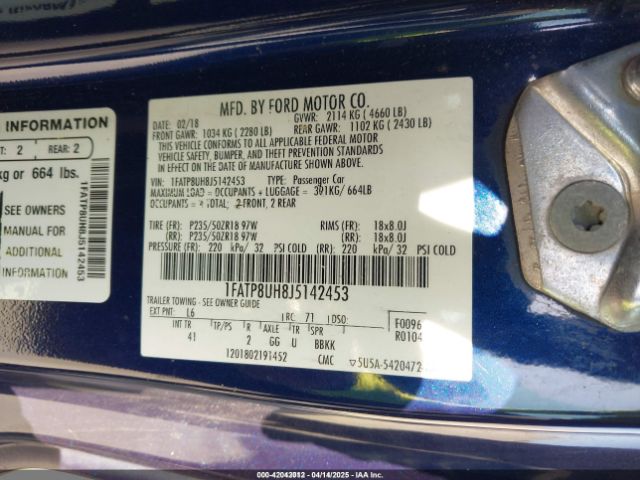 INFORMATION
T: 2 REAR: 2
kg or 664 lbs.
SEE OWNERS
MANUAL FOR
ADDITIONAL
INFORMATION
1FATP8UH8J5142453
MFD. BY FORD MOTOR CO.
DATE: 02/18 GVWR: 2114 KG ( 4660 LB)
FRONT GAWR: 1034 KG ( 2280 LB) REAR GAWR: 1102 KG ( 2430 LB)
THIS VEHICLE CONFORMS TO ALL APPLICABLE FEDERAL MOTOR
VEHICLE SAFETY, BUMPER, AND THEFT PREVENTION STANDARDS
IN EFFECT ON THE DATE OF MANUFACTURE SHOWN ABOVE.
VIN: 1FATP8UH8J5142453 TYPE: Passenger Car
MAXIMUM LOAD = OCCUPANTS + LUGGAGE = 301KG/ 664LB
OCCUPANTS = 4 TOTAL, 2 FRONT, 2 REAR
TIRE (FR): P235/50ZR18 97W RIMS (FR): 18x8.0J
(RR): P235/50ZR18 97W (RR): 18x8.0J
PRESSURE (FR): 220 kPa/ 32 PSI COLD (RR): 220 kPa/ 32 PSI COLD
1FATP8UH8J5142453
TRAILER TOWING - SEE OWNER GUIDE
EXT PNT: L6 RC: 71 DSO: F0096
INT TR TP/PS R AXLE TR SPR R0104
41 2 GG U BBKK
1201802191452 CMC ▽5U5A-5420472
000-42043012 - 04/14/2025 - IAA Holdings, LLC.